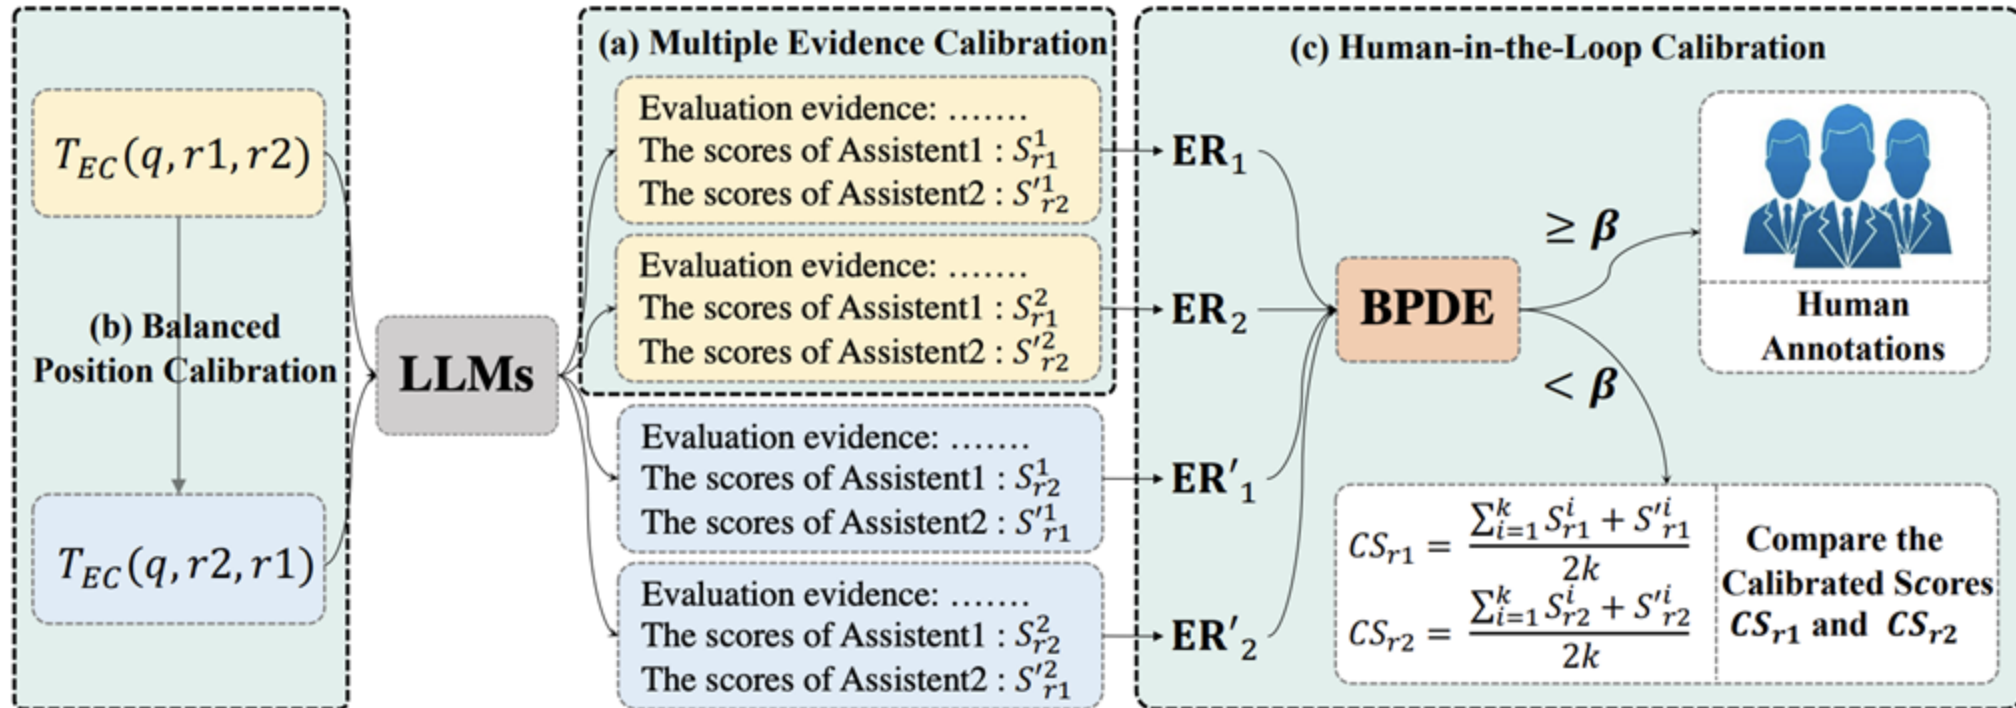 T_EC(q, r1, r2)
(b) Balanced
Position Calibration
T_EC(q, r2, r1)
LLMs
(a) Multiple Evidence Calibration
Evaluation evidence: .......
The scores of Assistent1 : S^1_r1
The scores of Assistent2 : S'^1_r2
Evaluation evidence: .......
The scores of Assistent1 : S^2_r1
The scores of Assistent2 : S'^2_r2
Evaluation evidence: .......
The scores of Assistent1 : S^1_r2
The scores of Assistent2 : S'^1_r1
Evaluation evidence: .......
The scores of Assistent1 : S^2_r2
The scores of Assistent2 : S'^2_r1
(c) Human-in-the-Loop Calibration
ER_1
ER_2
ER'_1
ER'_2
BPDE
≥ β
< β
Human
Annotations
CS_r1 = (∑^k_i=1 S^i_r1 + S'^i_r1) / 2k
CS_r2 = (∑^k_i=1 S^i_r2 + S'^i_r2) / 2k
Compare the
Calibrated Scores
CS_r1 and CS_r2